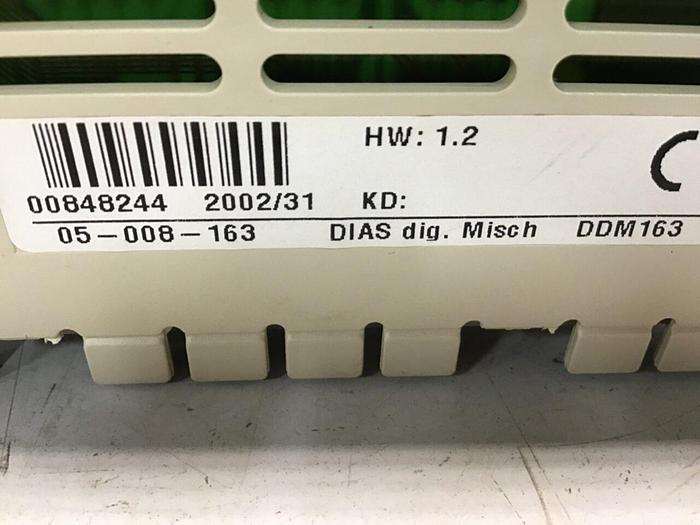 HW: 1.2
00848244 2002/31 KD:
05-008-163 DIAS dig. Misch DDM163